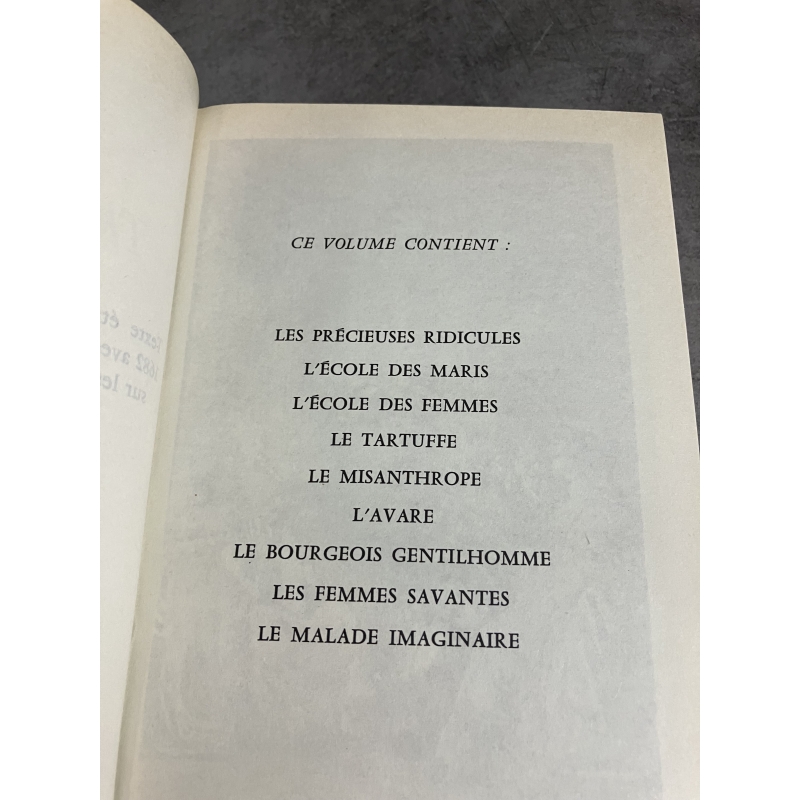 CE VOLUME CONTIENT :
LES PRÉCIEUSES RIDICULES
L'ÉCOLE DES MARIS
L'ÉCOLE DES FEMMES
LE TARTUFFE
LE MISANTHROPE
L'AVARE
LE BOURGEOIS GENTILHOMME
LES FEMMES SAVANTES
LE MALADE IMAGINAIRE